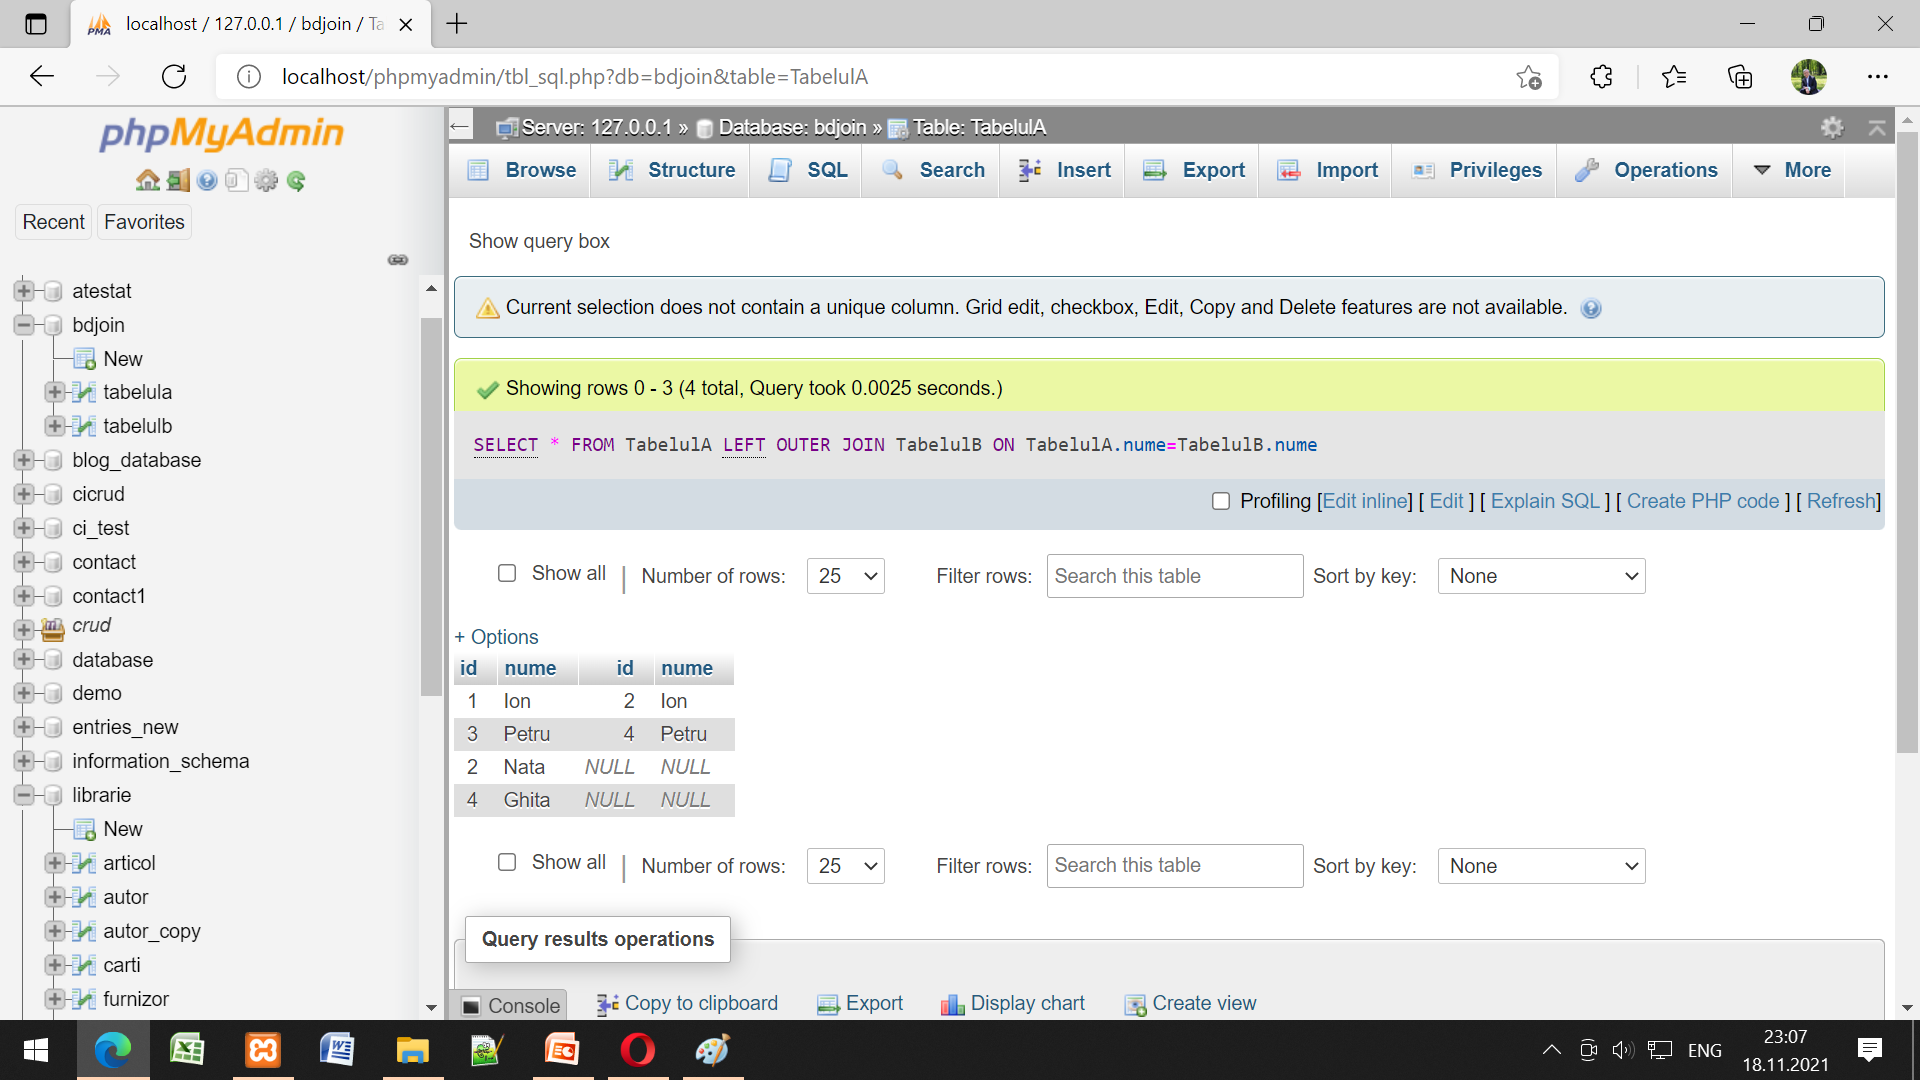 localhost / 127.0.0.1 / bdjoin / Ta
localhost/phpmyadmin/tbl_sql.php?db=bdjoin&table=TabelulA
phpMyAdmin
Recent Favorites
atestat
bdjoin
New
tabelula
tabelulb
blog_database
cicrud
ci_test
contact
contact1
crud
database
demo
entries_new
information_schema
librarie
New
articol
autor
autor_copy
carti
furnizor
Server: 127.0.0.1 » Database: bdjoin » Table: TabelulA
Browse Structure SQL Search Insert Export Import Privileges Operations More
Show query box
Current selection does not contain a unique column. Grid edit, checkbox, Edit, Copy and Delete features are not available.
Showing rows 0 - 3 (4 total, Query took 0.0025 seconds.)
SELECT * FROM TabelulA LEFT OUTER JOIN TabelulB ON TabelulA.nume=TabelulB.nume
Profiling [Edit inline] [ Edit ] [ Explain SQL ] [ Create PHP code ] [ Refresh]
Show all | Number of rows: 25 Filter rows: Search this table Sort by key: None
+ Options
id nume id nume
1 Ion 2 Ion
3 Petru 4 Petru
2 Nata NULL NULL
4 Ghita NULL NULL
Show all | Number of rows: 25 Filter rows: Search this table Sort by key: None
Query results operations
Console Copy to clipboard Export Display chart Create view
ENG
23:07
18.11.2021